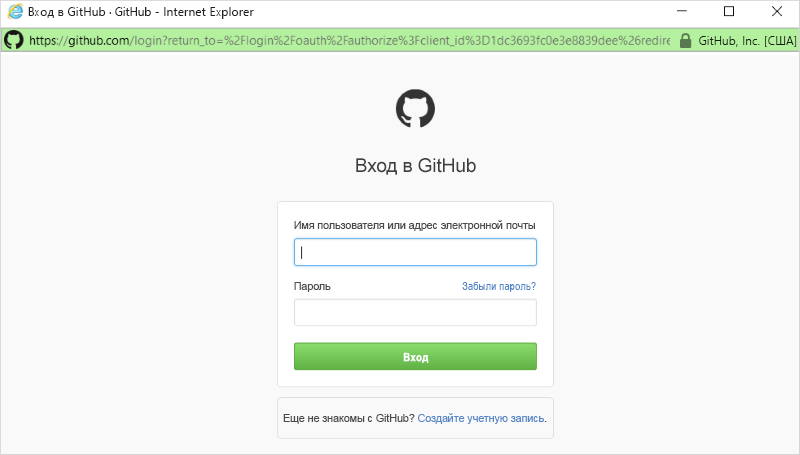 Вход в GitHub · GitHub - Internet Explorer
https://github.com/login?return_to=%2Flogin%2Foauth%2Fauthorize%3Fclient_id%3D1dc3693fc0e3e8839dee%26redire GitHub, Inc. [США]
Вход в GitHub
Имя пользователя или адрес электронной почты
Пароль Забыли пароль?
Вход
Еще не знакомы с GitHub? Создайте учетную запись.